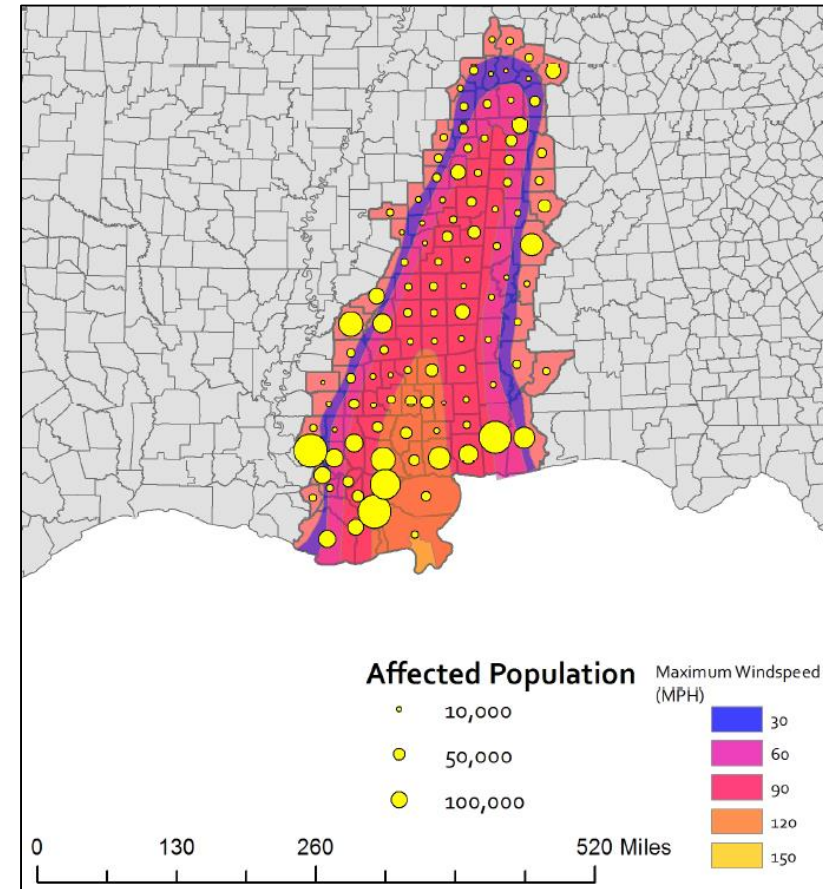 Affected Population
10,000
50,000
100,000
Maximum Windspeed
(MPH)
30
60
90
120
150
0 130 260 520 Miles